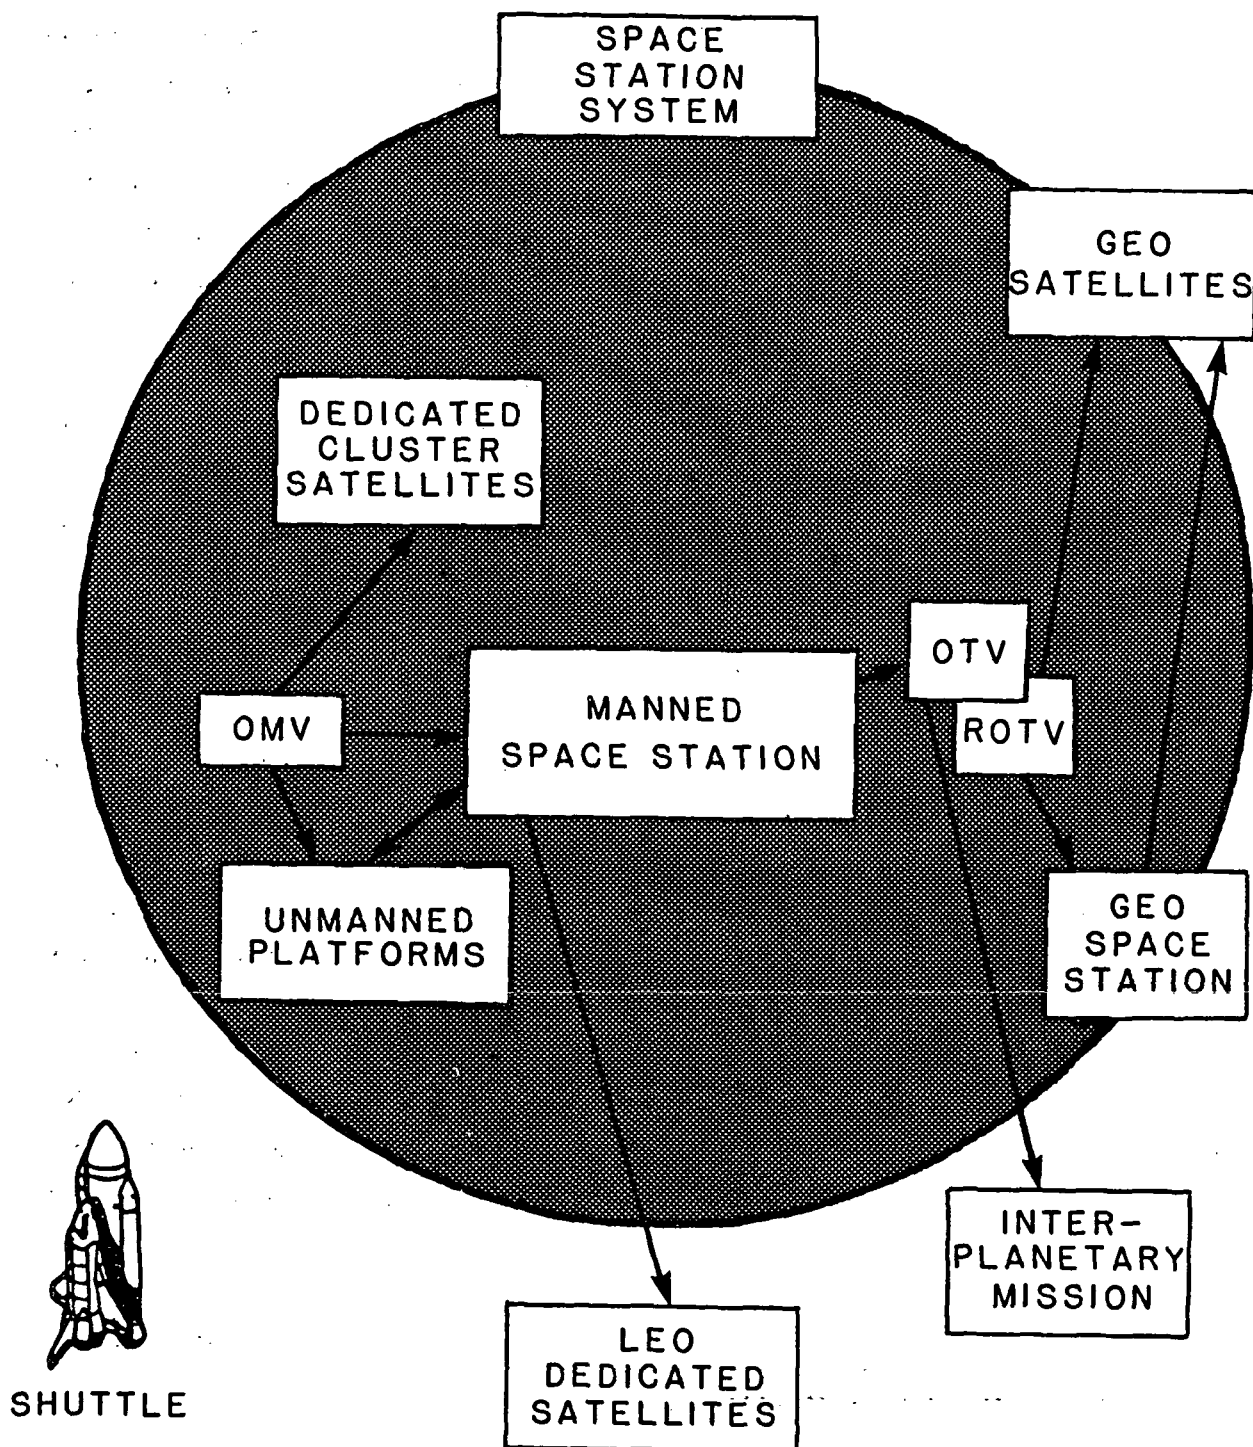 SPACE
STATION
SYSTEM
GEO
SATELLITES
DEDICATED
CLUSTER
SATELLITES
OTV
OMV
MANNED
SPACE STATION
ROTV
UNMANNED
PLATFORMS
GEO
SPACE
STATION
INTER-
PLANETARY
MISSION
LEO
DEDICATED
SATELLITES
SHUTTLE